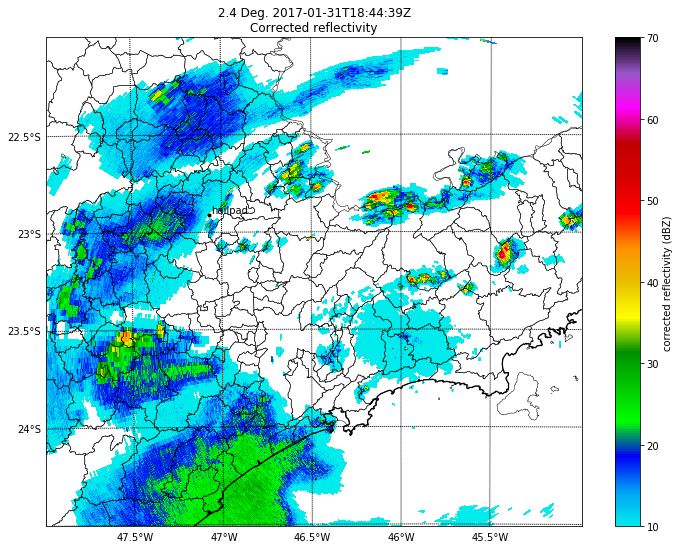 2.4 Deg. 2017-01-31T18:44:39Z
Corrected reflectivity
70
60
50
40
30
20
10
corrected reflectivity (dBZ)
22.5°S
23°S
23.5°S
24°S
47.5°W
47°W
46.5°W
46°W
45.5°W